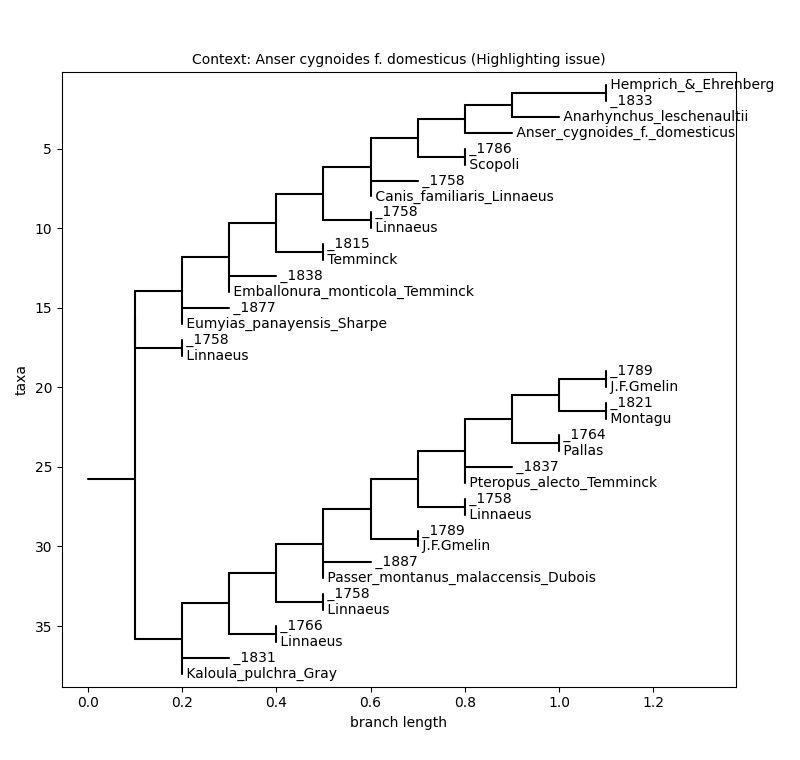 Context: Anser cygnoides f. domesticus (Highlighting issue)
Hemprich_&_Ehrenberg
_1833
Anarhynchus_leschenaultii
Anser_cygnoides_f._domesticus
_1786
Scopoli
_1758
Canis_familiaris_Linnaeus
_1758
Linnaeus
_1815
Temminck
_1838
Emballonura_monticola_Temminck
_1877
Eumyias_panayensis_Sharpe
_1758
Linnaeus
_1789
J.F.Gmelin
_1821
Montagu
_1764
Pallas
_1837
Pteropus_alecto_Temminck
_1758
Linnaeus
_1789
J.F.Gmelin
_1887
Passer_montanus_malaccensis_Dubois
_1758
Linnaeus
_1766
Linnaeus
_1831
Kaloula_pulchra_Gray
5
10
15
20
25
30
35
taxa
0.0 0.2 0.4 0.6 0.8 1.0 1.2
branch length